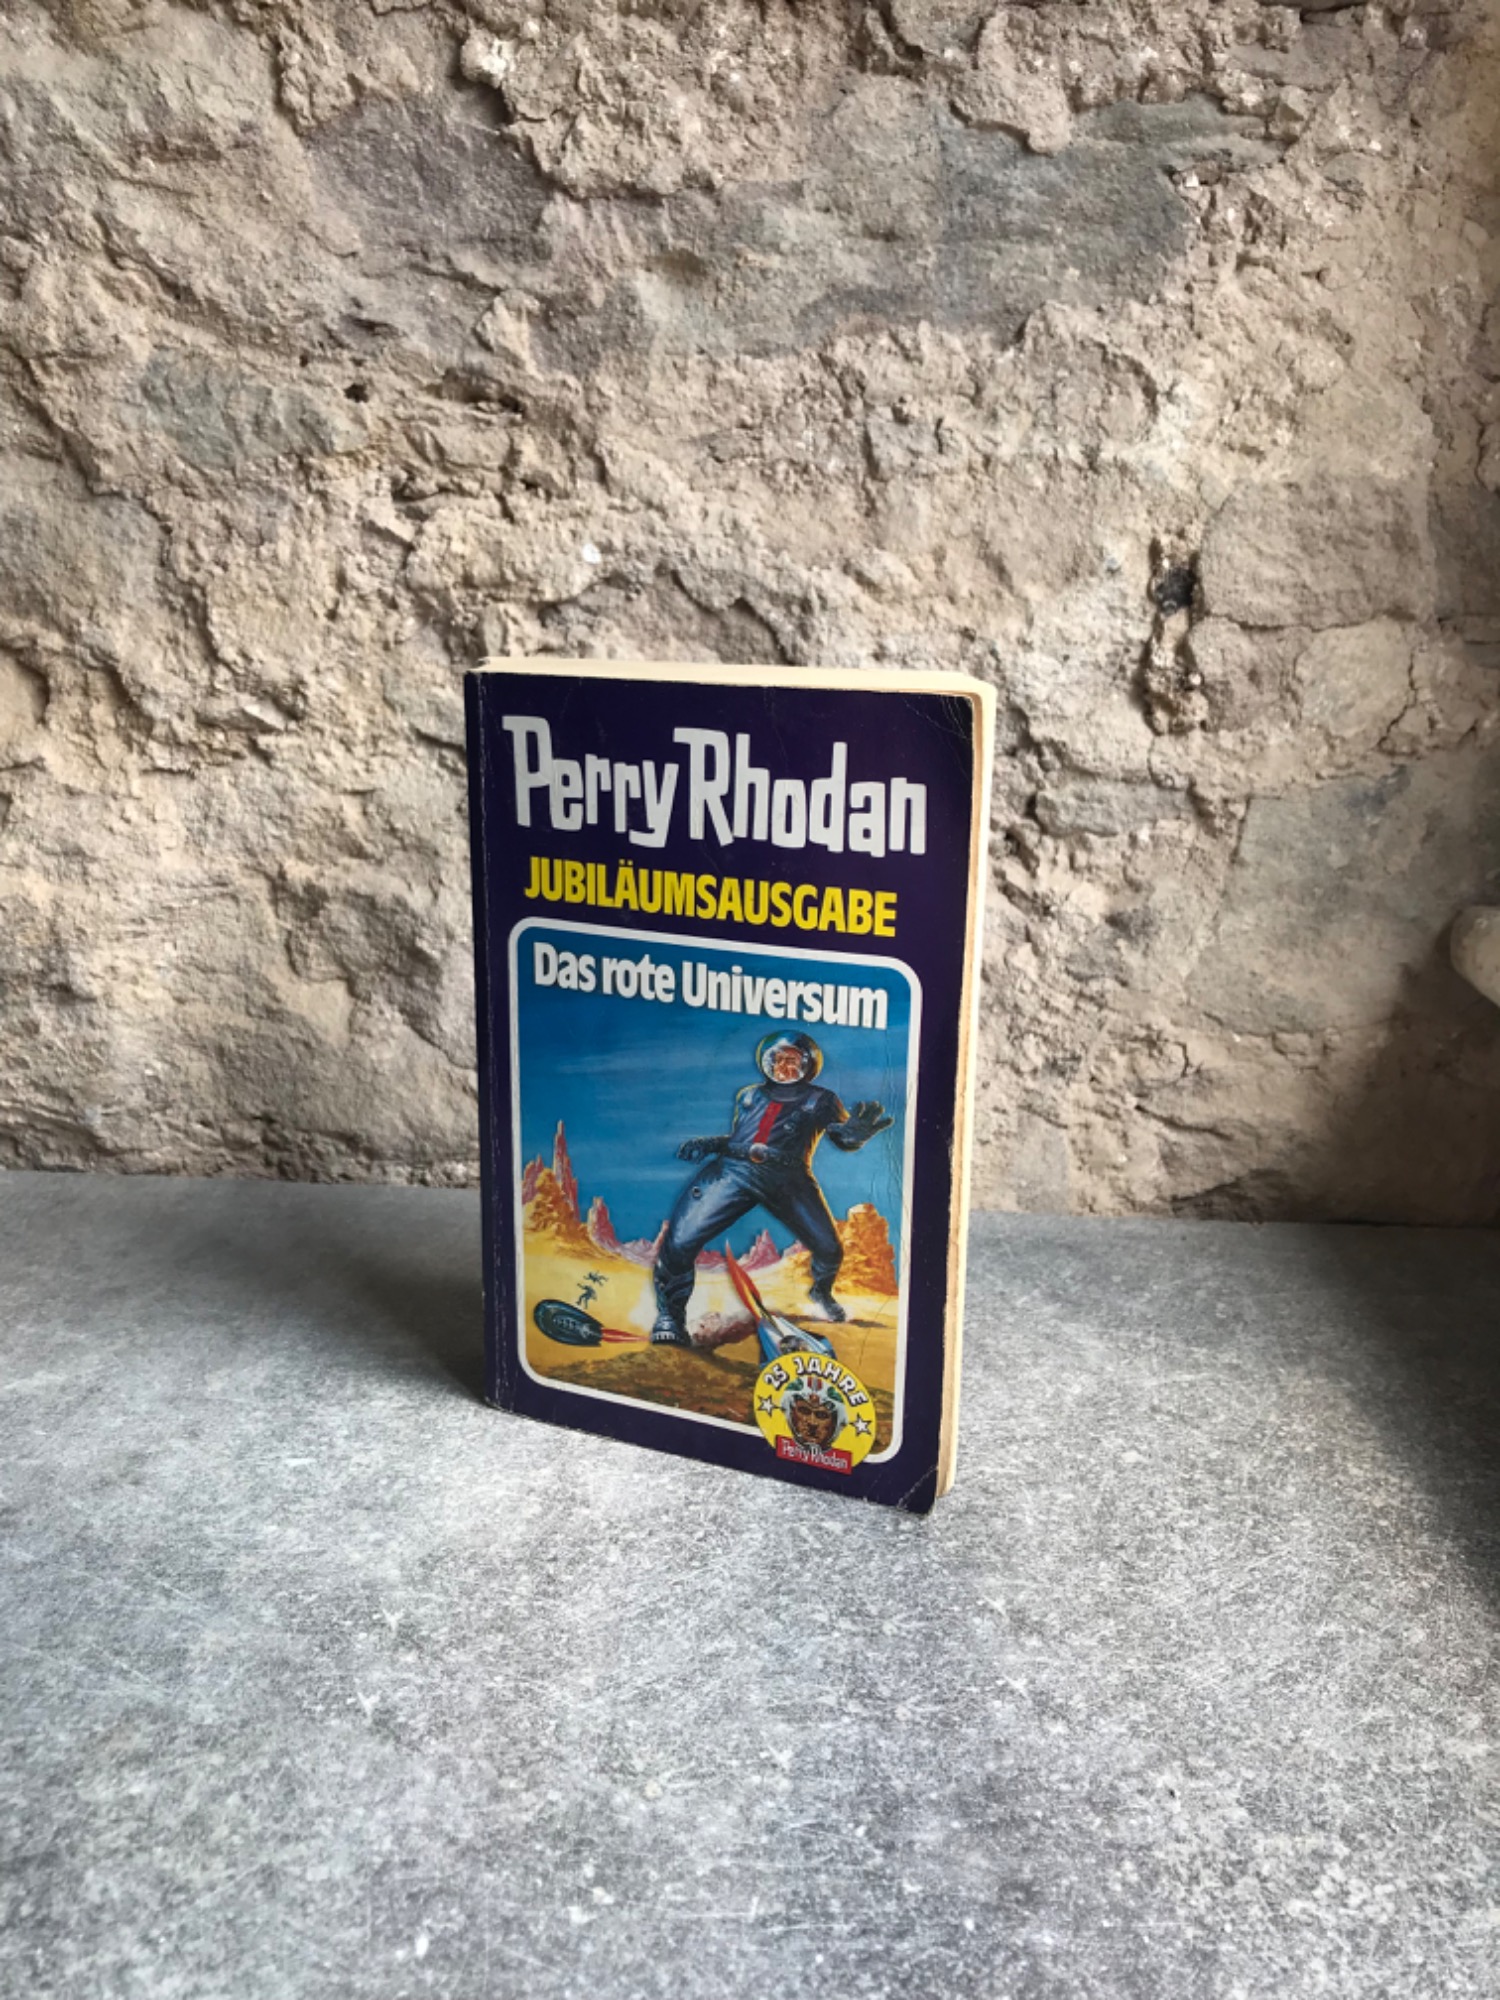 Perry Rhodan
JUBILÄUMSAUSGABE
Das rote Universum
25 JAHRE
Perry Rhodan